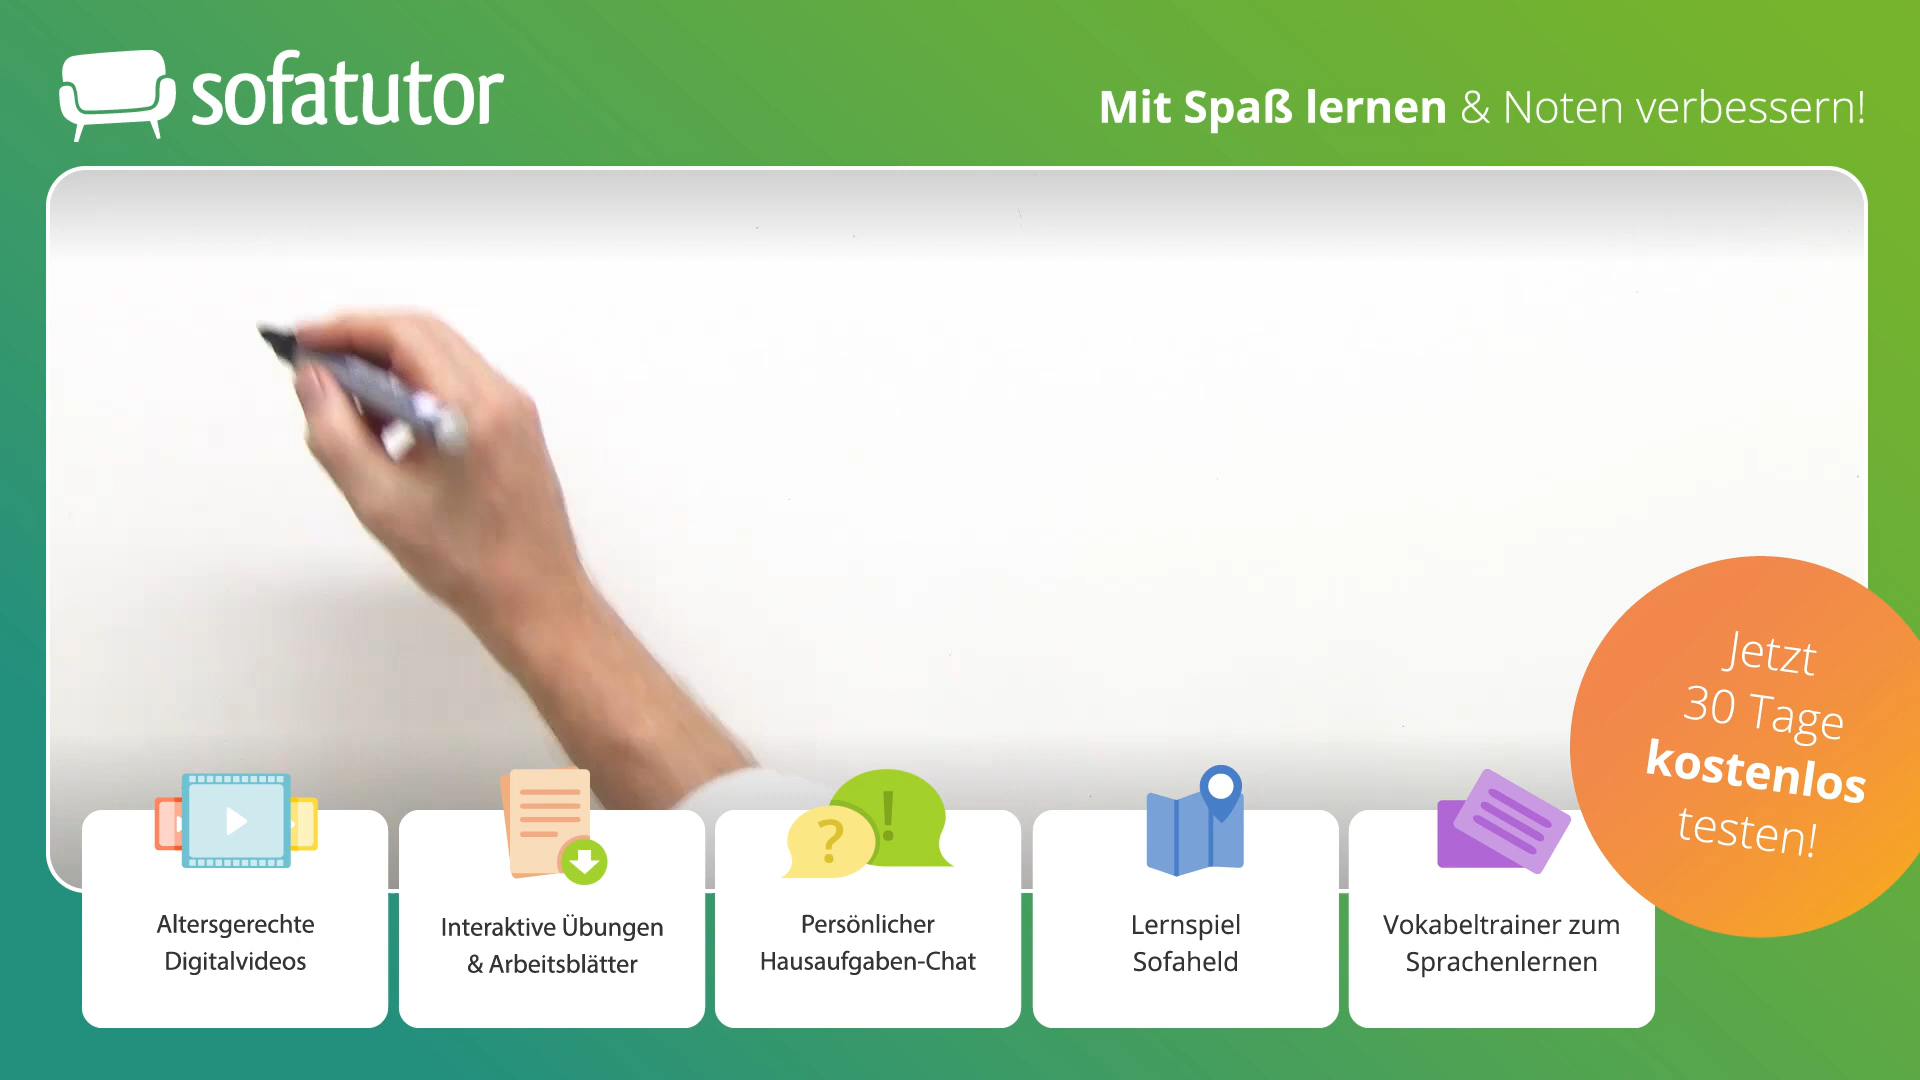 sofatutor
Mit Spaß lernen & Noten verbessern!
Jetzt
30 Tage
kostenlos
testen!
?
!
Altersgerechte
Digitalvideos
Interaktive Übungen
& Arbeitsblätter
Persönlicher
Hausaufgaben-Chat
Lernspiel
Sofaheld
Vokabeltrainer zum
Sprachenlernen